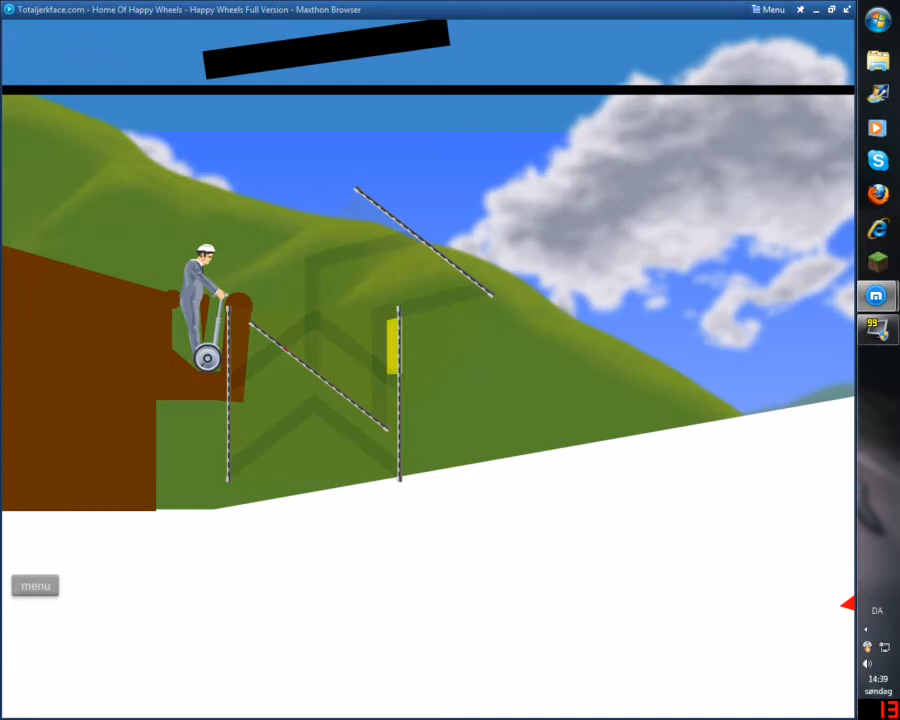 Totaljerkface.com - Home Of Happy Wheels - Happy Wheels Full Version - Maxthon Browser
Menu
99
menu
DA
14:39
søndag
13